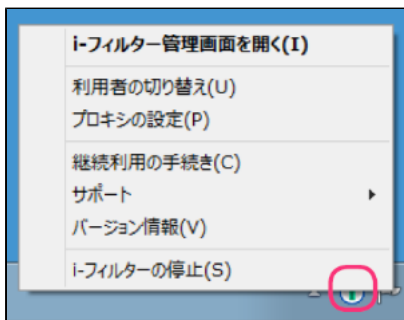 i-フィルター管理画面を開く(I)
利用者の切り替え(U)
プロキシの設定(P)
継続利用の手続き(C)
サポート
バージョン情報(V)
i-フィルターの停止(S)